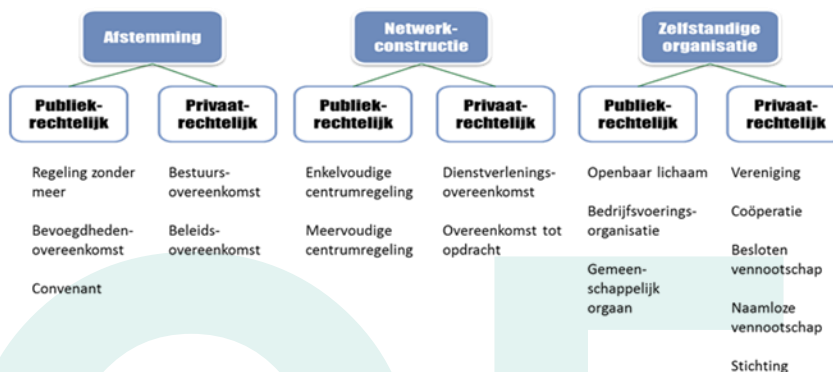 Afstemming
Publiek-
rechtelijk
Privaat-
rechtelijk
Regeling zonder
meer
Bevoegdheden-
overeenkomst
Convenant
Bestuurs-
overeenkomst
Beleids-
overeenkomst
Netwerk-
constructie
Publiek-
rechtelijk
Privaat-
rechtelijk
Enkelvoudige
centrumregeling
Meervoudige
centrumregeling
Dienstverlenings-
overeenkomst
Overeenkomst tot
opdracht
Zelfstandige
organisatie
Publiek-
rechtelijk
Privaat-
rechtelijk
Openbaar lichaam
Bedrijfsvoerings-
organisatie
Gemeen-
schappelijk
orgaan
Vereniging
Coöperatie
Besloten
vennootschap
Naamloze
vennootschap
Stichting